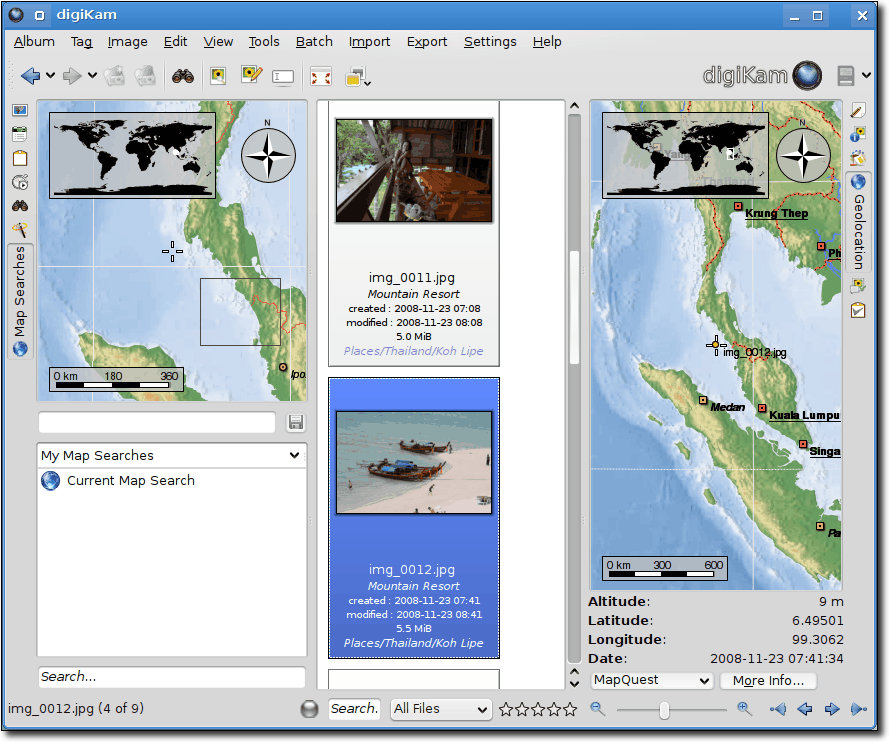 digiKam
Album Tag Image Edit View Tools Batch Import Export Settings Help
digiKam
Map Searches
N
0 km 180 360
Ipo
My Map Searches
Current Map Search
Search...
img_0011.jpg
Mountain Resort
created : 2008-11-23 07:08
modified : 2008-11-23 08:08
5.0 MiB
Places/Thailand/Koh Lipe
img_0012.jpg
Mountain Resort
created : 2008-11-23 07:41
modified : 2008-11-23 08:41
5.5 MiB
Places/Thailand/Koh Lipe
N
Thailand
Krung Thep
Ph
img_0012.jpg
Medan
Kuala Lumpu
Singa
Pa
0 km 300 600
Geolocation
Altitude: 9 m
Latitude: 6.49501
Longitude: 99.3062
Date: 2008-11-23 07:41:34
MapQuest More Info...
img_0012.jpg (4 of 9) Search. All Files